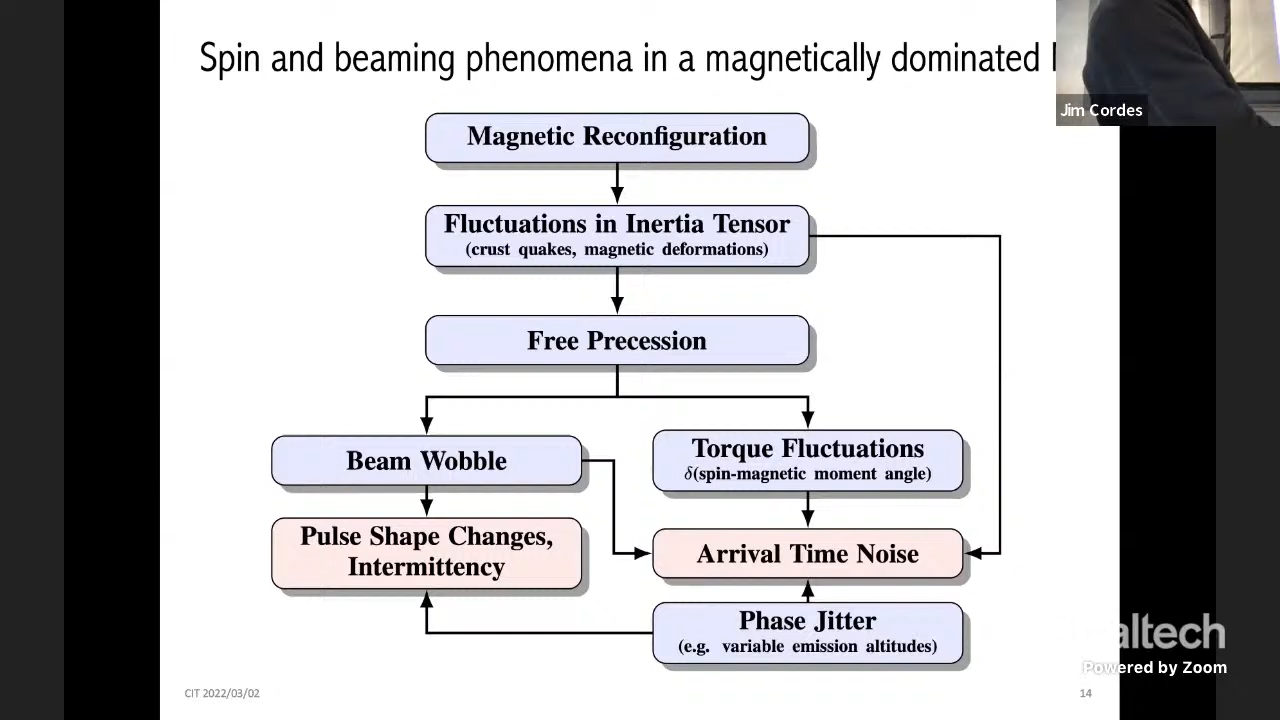 Spin and beaming phenomena in a magnetically dominated
Jim Cordes
Magnetic Reconfiguration
Fluctuations in Inertia Tensor
(crust quakes, magnetic deformations)
Free Precession
Beam Wobble
Torque Fluctuations
δ(spin-magnetic moment angle)
Pulse Shape Changes,
Intermittency
Arrival Time Noise
Phase Jitter
(e.g. variable emission altitudes)
altech
Powered by Zoom
CIT 2022/03/02
14